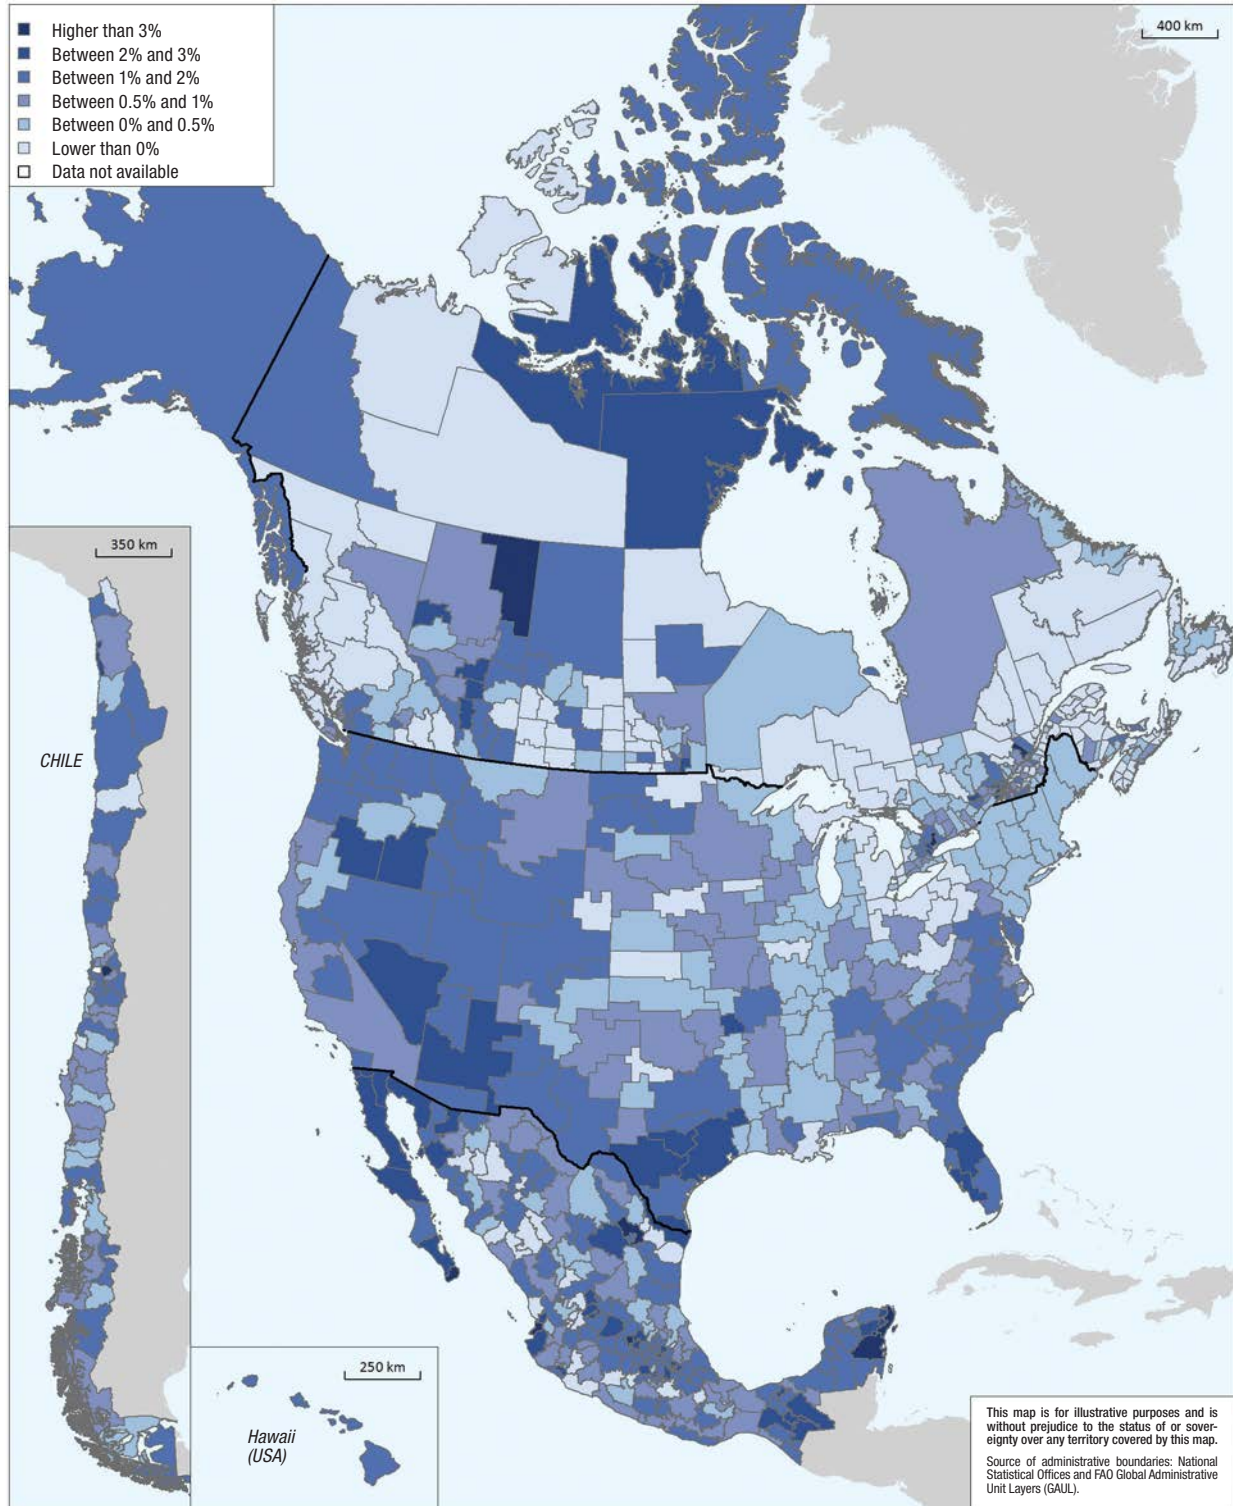 Higher than 3%
Between 2% and 3%
Between 1% and 2%
Between 0.5% and 1%
Between 0% and 0.5%
Lower than 0%
Data not available
400 km
350 km
CHILE
250 km
Hawaii
(USA)
This map is for illustrative purposes and is
without prejudice to the status of or sover-
eignty over any territory covered by this map.
Source of administrative boundaries: National
Statistical Offices and FAO Global Administrative
Unit Layers (GAUL).